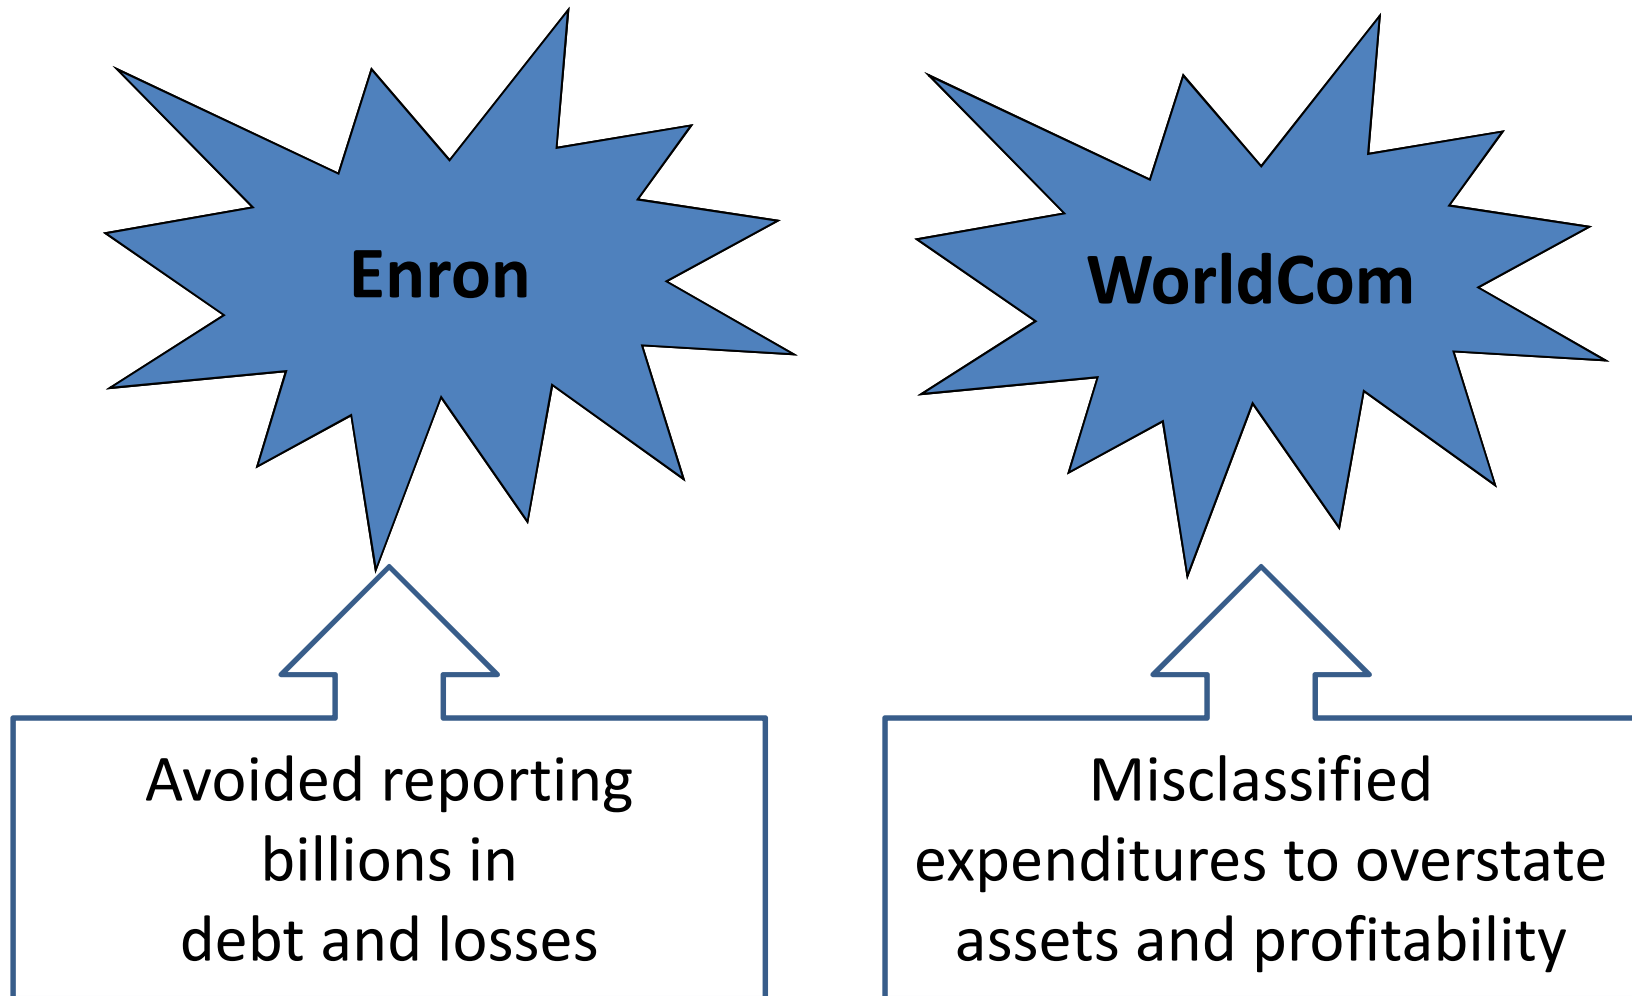 Enron
WorldCom
Avoided reporting
billions in
debt and losses
Misclassified
expenditures to overstate
assets and profitability